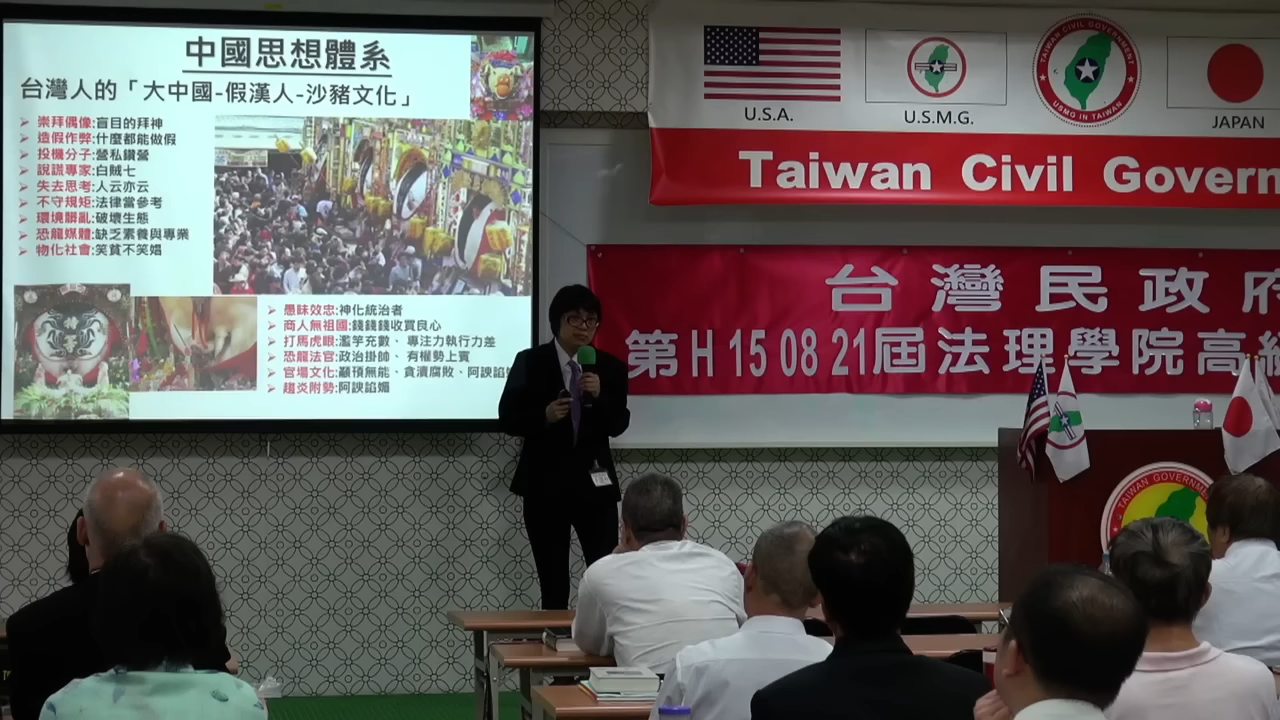 中國思想體系
台灣人的「大中國-假漢人-沙豬文化」
➢ 崇拜偶像:盲目的拜神
➢ 造假作弊:什麼都能做假
➢ 投機分子:營私鑽營
➢ 說謊專家:白賊七
➢ 失去思考:人云亦云
➢ 不守規矩:法律當參考
➢ 環境髒亂:破壞生態
➢ 恐龍媒體:缺乏素養與專業
➢ 物化社會:笑貧不笑娼
➢ 愚昧效忠:神化統治者
➢ 商人無祖國:錢錢錢收買良心
➢ 打馬虎眼:濫竽充數、專注力執行力差
➢ 恐龍法官:政治掛帥、有權勢上賓
➢ 官場文化:顢頇無能、貪瀆腐敗、阿諛諂媚
➢ 趨炎附勢:阿諛諂媚
U.S.A.
U.S.M.G.
TAIWAN CIVIL GOVERNMENT
USMG IN TAIWAN
JAPAN
Taiwan Civil Govern
台灣民政府
第H 15 08 21屆法理學院高
TAIWAN GOVERNM